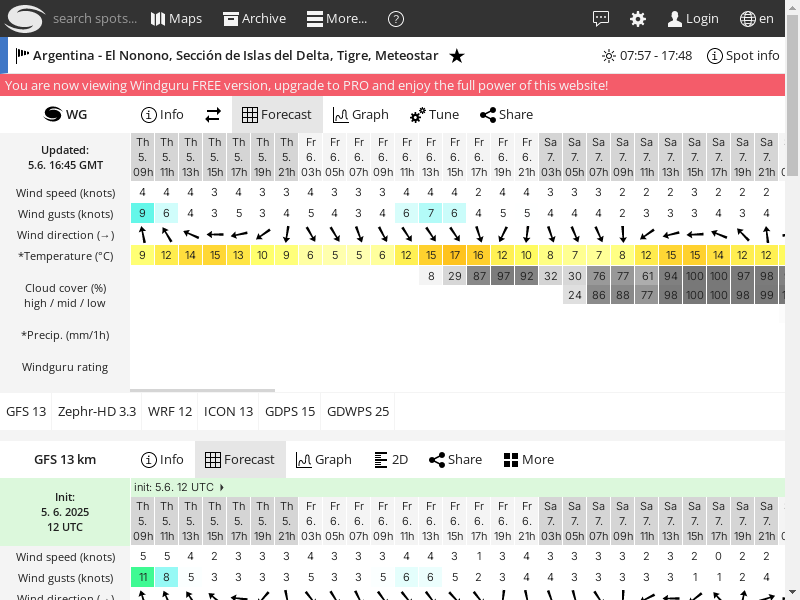 search spots... Maps Archive More... ? Login en
Argentina - El Nonono, Sección de Islas del Delta, Tigre, Meteostar ★ 07:57 - 17:48 Spot info
You are now viewing Windguru FREE version, upgrade to PRO and enjoy the full power of this website!
WG Info Forecast Graph Tune Share
Updated:
5.6. 16:45 GMT
Th Th Th Th Th Th Th Fr Fr Fr Fr Fr Fr Fr Fr Fr Fr Sa Sa Sa Sa Sa Sa Sa Sa Sa Sa
5. 5. 5. 5. 5. 5. 5. 6. 6. 6. 6. 6. 6. 6. 6. 6. 6. 7. 7. 7. 7. 7. 7. 7. 7. 7. 7.
09h 11h 13h 15h 17h 19h 21h 03h 05h 07h 09h 11h 13h 15h 17h 19h 21h 03h 05h 07h 09h 11h 13h 15h 17h 19h 21h
Wind speed (knots) 4 4 4 3 4 3 3 4 3 3 3 4 4 4 2 4 4 3 3 3 2 2 2 3 2 2 2
Wind gusts (knots) 9 6 4 3 5 3 4 5 4 3 4 6 7 6 4 5 5 4 4 4 2 3 3 3 4 3 4
Wind direction (→)
*Temperature (°C) 9 12 14 15 13 10 9 6 5 5 6 12 15 17 16 12 10 8 7 7 8 12 15 15 14 12 12
Cloud cover (%)
high / mid / low
8 29 87 97 92 32 30 76 77 61 94 100 100 97 98
24 86 88 77 98 100 100 98 99
*Precip. (mm/1h)
Windguru rating
GFS 13 Zephr-HD 3.3 WRF 12 ICON 13 GDPS 15 GDWPS 25
GFS 13 km Info Forecast Graph 2D Share More
init: 5.6. 12 UTC
Init:
5. 6. 2025
12 UTC
Th Th Th Th Th Th Th Fr Fr Fr Fr Fr Fr Fr Fr Fr Fr Sa Sa Sa Sa Sa Sa Sa Sa Sa Sa
5. 5. 5. 5. 5. 5. 5. 6. 6. 6. 6. 6. 6. 6. 6. 6. 6. 7. 7. 7. 7. 7. 7. 7. 7. 7. 7.
09h 11h 13h 15h 17h 19h 21h 03h 05h 07h 09h 11h 13h 15h 17h 19h 21h 03h 05h 07h 09h 11h 13h 15h 17h 19h 21h
Wind speed (knots) 5 5 4 2 3 3 3 4 3 3 3 4 4 3 1 3 4 3 3 3 3 2 3 2 0 2 2
Wind gusts (knots) 11 8 5 3 3 3 3 5 3 3 5 6 6 5 2 3 4 4 3 3 3 3 3 1 1 2 4
Wind direction (→)